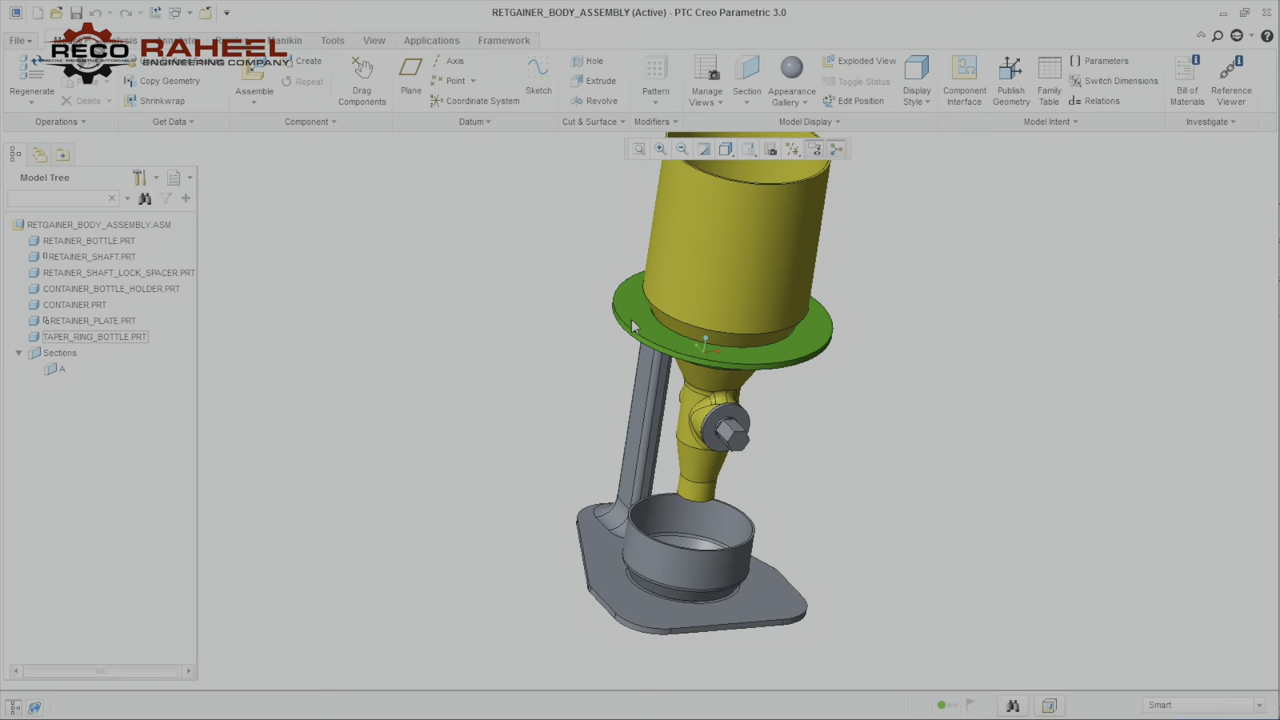 RETGAINER_BODY_ASSEMBLY (Active) - PTC Creo Parametric 3.0
File
Manikin
Tools
View
Applications
Framework
RECO
RAHEEL
ENGINEERING COMPANY
Regenerate
Delete
Operations
Copy Geometry
Shrinkwrap
Get Data
Assemble
Create
Repeat
Component
Drag
Components
Plane
Axis
Point
Coordinate System
Sketch
Datum
Hole
Extrude
Revolve
Cut & Surface
Pattern
Modifiers
Manage
Views
Section
Appearance
Gallery
Exploded View
Toggle Status
Edit Position
Display
Style
Model Display
Component
Interface
Publish
Geometry
Family
Table
Parameters
Switch Dimensions
d= Relations
Model Intent
Bill of
Materials
Reference
Viewer
Investigate
Model Tree
RETGAINER_BODY_ASSEMBLY.ASM
RETAINER_BOTTLE.PRT
RETAINER_SHAFT.PRT
RETAINER_SHAFT_LOCK_SPACER.PRT
CONTAINER_BOTTLE_HOLDER.PRT
CONTAINER.PRT
RETAINER_PLATE.PRT
TAPER_RING_BOTTLE.PRT
Sections
A
Smart